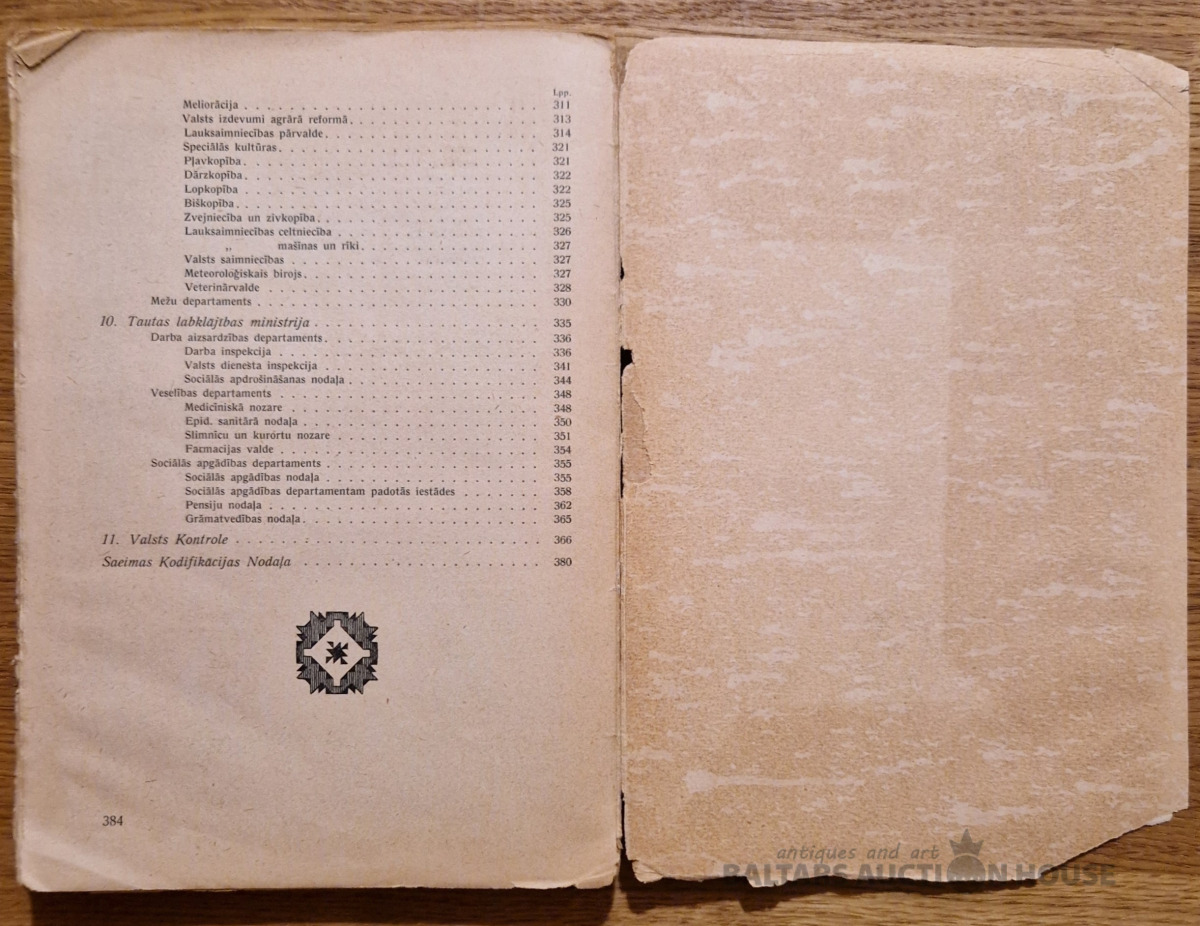 Lpp.
Meliorācija . . . 311
Valsts izdevumi agrārā reformā . . . 313
Lauksaimniecības pārvalde . . . 314
Speciālās kultūras . . . 321
Pļavkopība . . . 321
Dārzkopība . . . 322
Lopkopība . . . 322
Biškopība . . . 325
Zvejniecība un zivkopība . . . 325
Lauksaimniecības celtniecība . . . 326
„ mašīnas un rīki . . . 327
Valsts saimniecības . . . 327
Meteoroloģiskais birojs . . . 327
Veterinārvalde . . . 328
Mežu departaments . . . 330
10. Tautas labklājības ministrija . . . 335
Darba aizsardzības departaments . . . 336
Darba inspekcija . . . 336
Valsts dienesta inspekcija . . . 341
Sociālās apdrošināšanas nodaļa . . . 344
Veselības departaments . . . 348
Medicīniskā nozare . . . 348
Epid. sanitārā nodaļa . . . 350
Slimnīcu un kurortu nozare . . . 351
Farmacijas valde . . . 354
Sociālās apgādības departaments . . . 355
Sociālās apgādības nodaļa . . . 355
Sociālās apgādības departamentam padotās iestādes . . . 358
Pensiju nodaļa . . . 362
Grāmatvedības nodaļa . . . 365
11. Valsts Kontrole . . . 366
Saeimas Kodifikācijas Nodaļa . . . 380
384
antiques and art
BALTARS AUCTION HOUSE